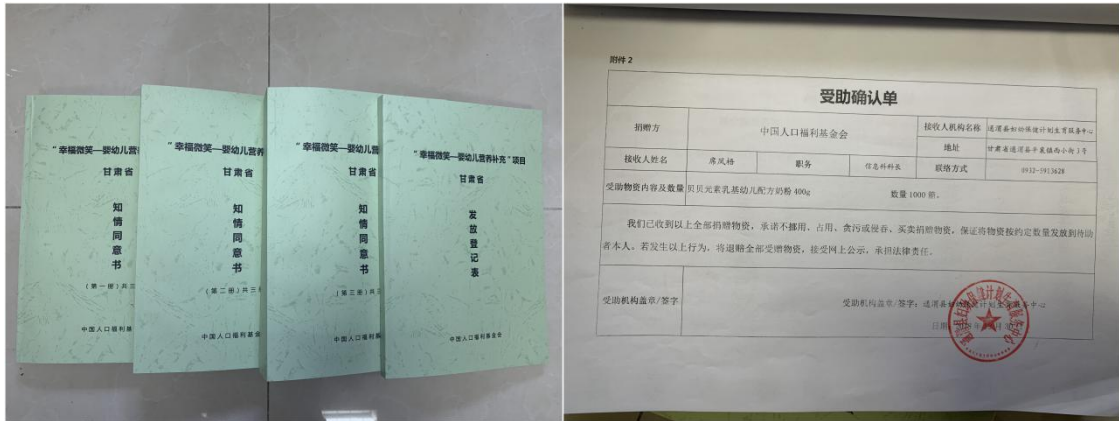 “幸福微笑—婴幼儿营
甘肃省
知情同意书
(第一册)共三
中国人口福利基
“幸福微笑—婴幼儿营养
甘肃省
知情同意书
(第二册)共三
中国人口福利基金
“幸福微笑—婴幼儿营
甘肃省
知情同意书
(第三册)共三
中国人口福利
“幸福微笑—婴幼儿营养补充”项目
甘肃省
发放登记表
中国人口福利基金会
附件 2
受助确认单
捐赠方 中国人口福利基金会 接收人机构名称 通渭县妇幼保健计划生育服务中心
地址 甘肃省通渭县平襄镇西小街1号
接收人姓名 席凤梧 职务 信息科科长 联络方式 0932-5913628
受助物资内容及数量 贝贝元素乳基幼儿配方奶粉 400g 数量 1000 册。
我们已收到以上全部捐赠物资，承诺不挪用、占用、贪污或侵吞、买卖捐赠物资，保证将物资按约定数量发放到待助
者本人。若发生以上行为，将退赔全部受赠物资，接受网上公示，承担法律责任。
受助机构盖章/签字 受助机构盖章/签字：通渭县妇幼保健计划生育服务中心
日期